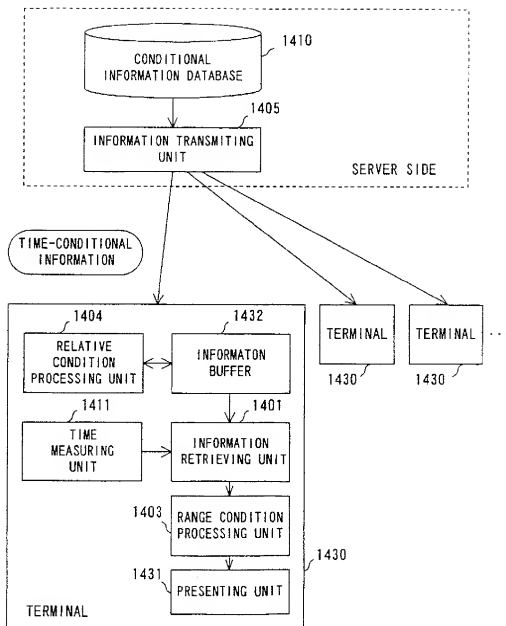 1410
CONDITIONAL
INFORMATION DATABASE
1405
INFORMATION TRANSMITING
UNIT
SERVER SIDE
TIME-CONDITIONAL
INFORMATION
1404
1432
RELATIVE
CONDITION
PROCESSING UNIT
INFORMATON
BUFFER
TERMINAL
TERMINAL
..
1430
1430
1411
1401
TIME
MEASURING
UNIT
INFORMATION
RETRIEVING UNIT
1403
RANGE CONDITION
PROCESSING UNIT
1430
1431
PRESENTING UNIT
TERMINAL